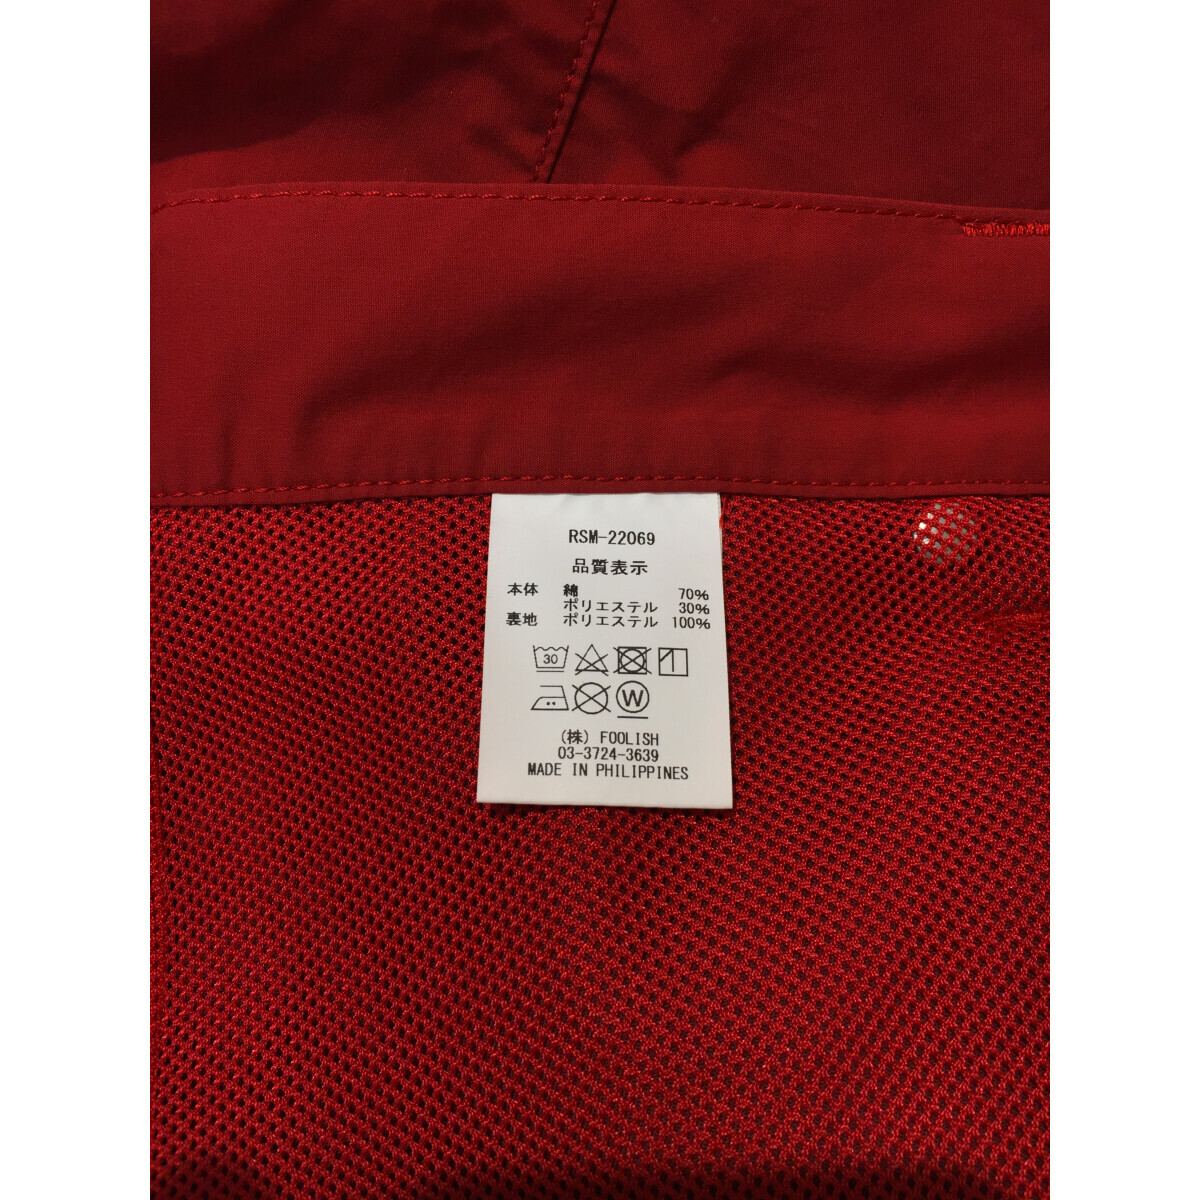 RSM-22069
品質表示
本体 綿 70%
ポリエステル 30%
裏地 ポリエステル 100%
30
W
(株) FOOLISH
03-3724-3639
MADE IN PHILIPPINES